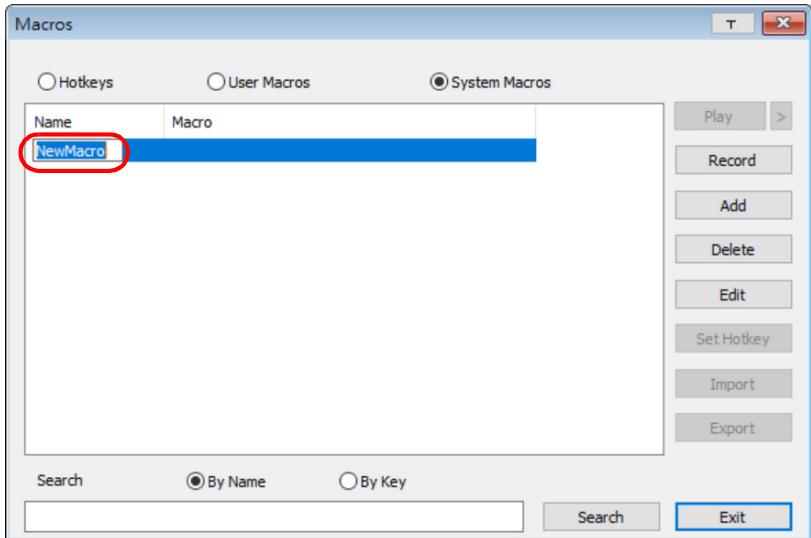 Macros
Hotkeys User Macros System Macros
Name Macro Play >
NewMacro
Record
Add
Delete
Edit
Set Hotkey
Import
Export
Search By Name By Key
Search Exit